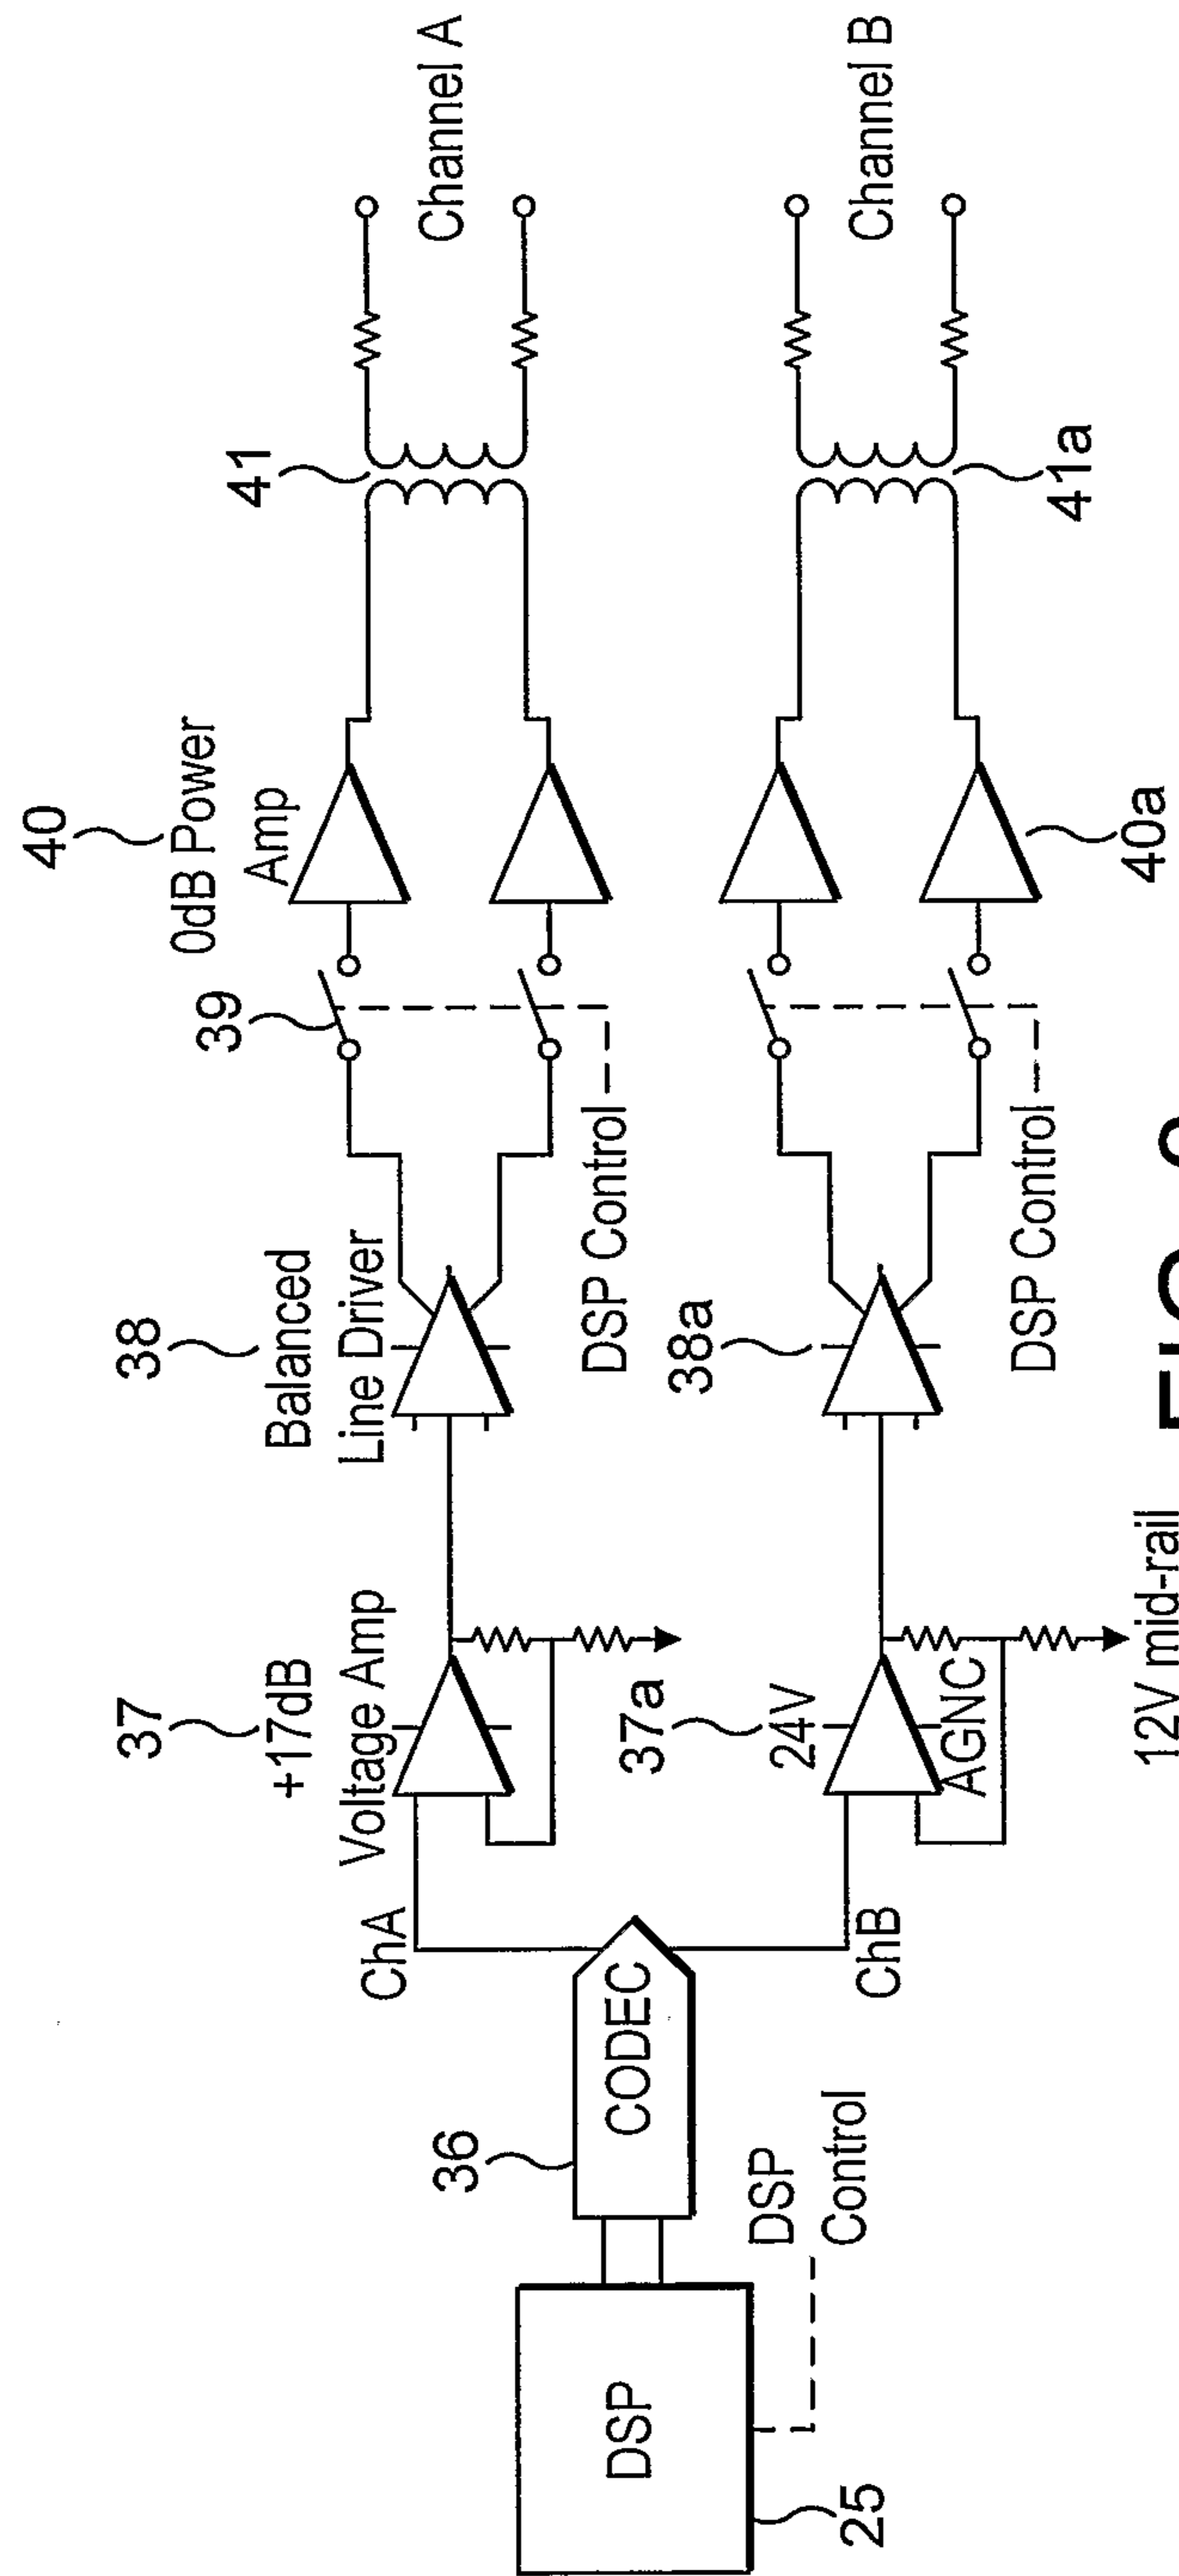 40
0dB Power
Amp
41
39
Channel A
38
Balanced
Line Driver
37
+17dB
Voltage Amp
ChA
DSP Control
36
CODEC
DSP
25
DSP
Control
ChB
37a
24V
AGNC
12V mid-rail
38a
DSP Control
40a
41a
Channel B